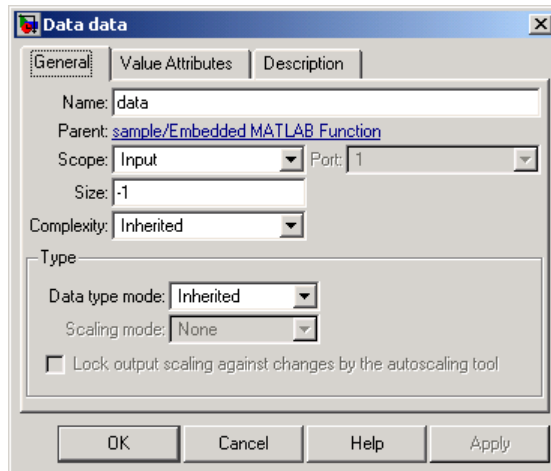 Data data
General Value Attributes Description
Name: data
Parent: sample/Embedded MATLAB Function
Scope: Input Port: 1
Size: -1
Complexity: Inherited
Type
Data type mode: Inherited
Scaling mode: None
Lock output scaling against changes by the autoscaling tool
OK Cancel Help Apply